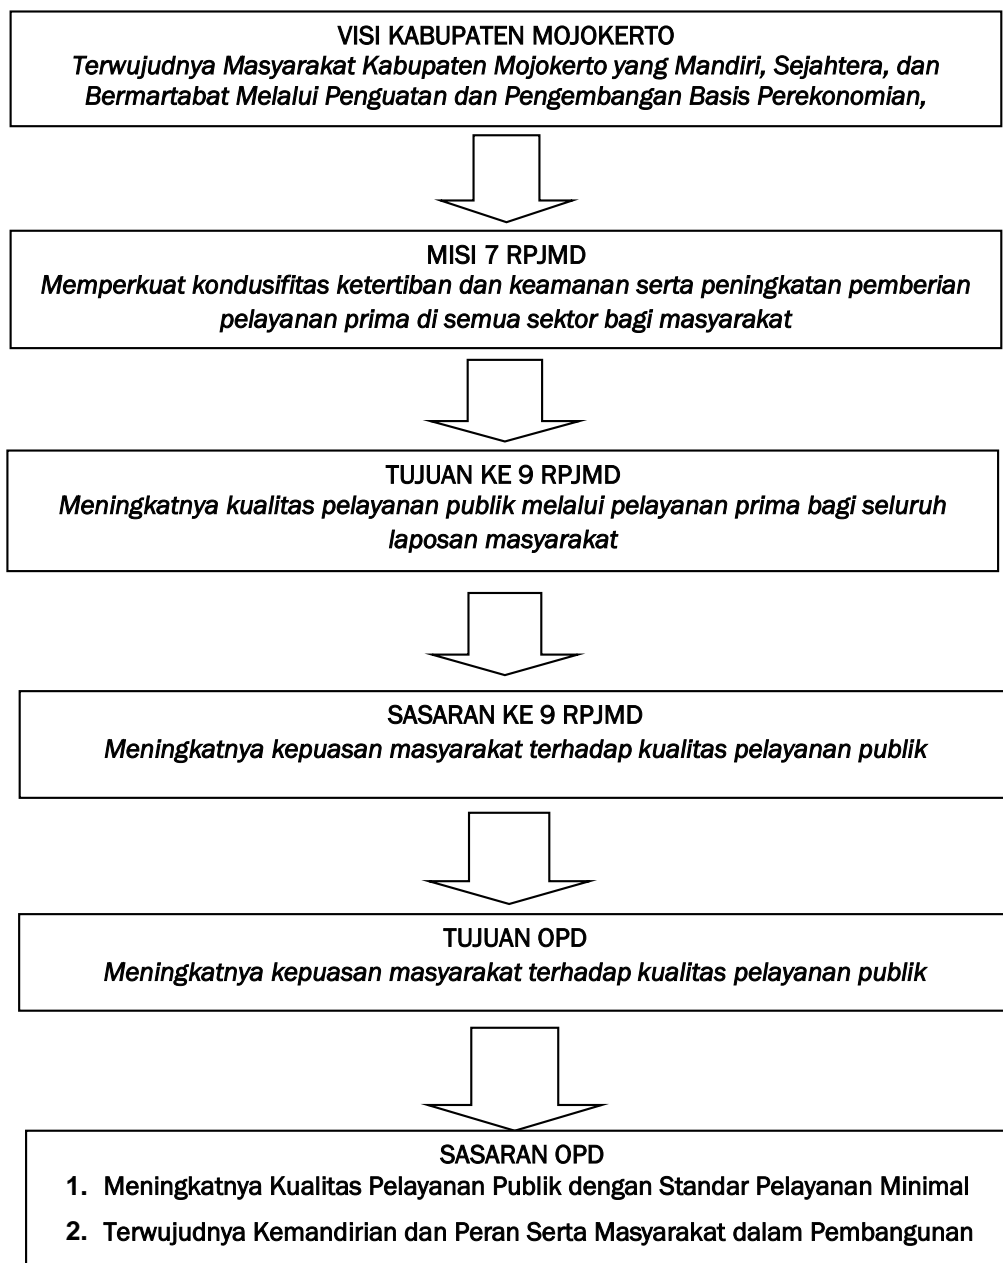 VISI KABUPATEN MOJOKERTO
Terwujudnya Masyarakat Kabupaten Mojokerto yang Mandiri, Sejahtera, dan
Bermartabat Melalui Penguatan dan Pengembangan Basis Perekonomian,
MISI 7 RPJMD
Memperkuat kondusifitas ketertiban dan keamanan serta peningkatan pemberian
pelayanan prima di semua sektor bagi masyarakat
TUJUAN KE 9 RPJMD
Meningkatnya kualitas pelayanan publik melalui pelayanan prima bagi seluruh
laposan masyarakat
SASARAN KE 9 RPJMD
Meningkatnya kepuasan masyarakat terhadap kualitas pelayanan publik
TUJUAN OPD
Meningkatnya kepuasan masyarakat terhadap kualitas pelayanan publik
SASARAN OPD
1. Meningkatnya Kualitas Pelayanan Publik dengan Standar Pelayanan Minimal
2. Terwujudnya Kemandirian dan Peran Serta Masyarakat dalam Pembangunan